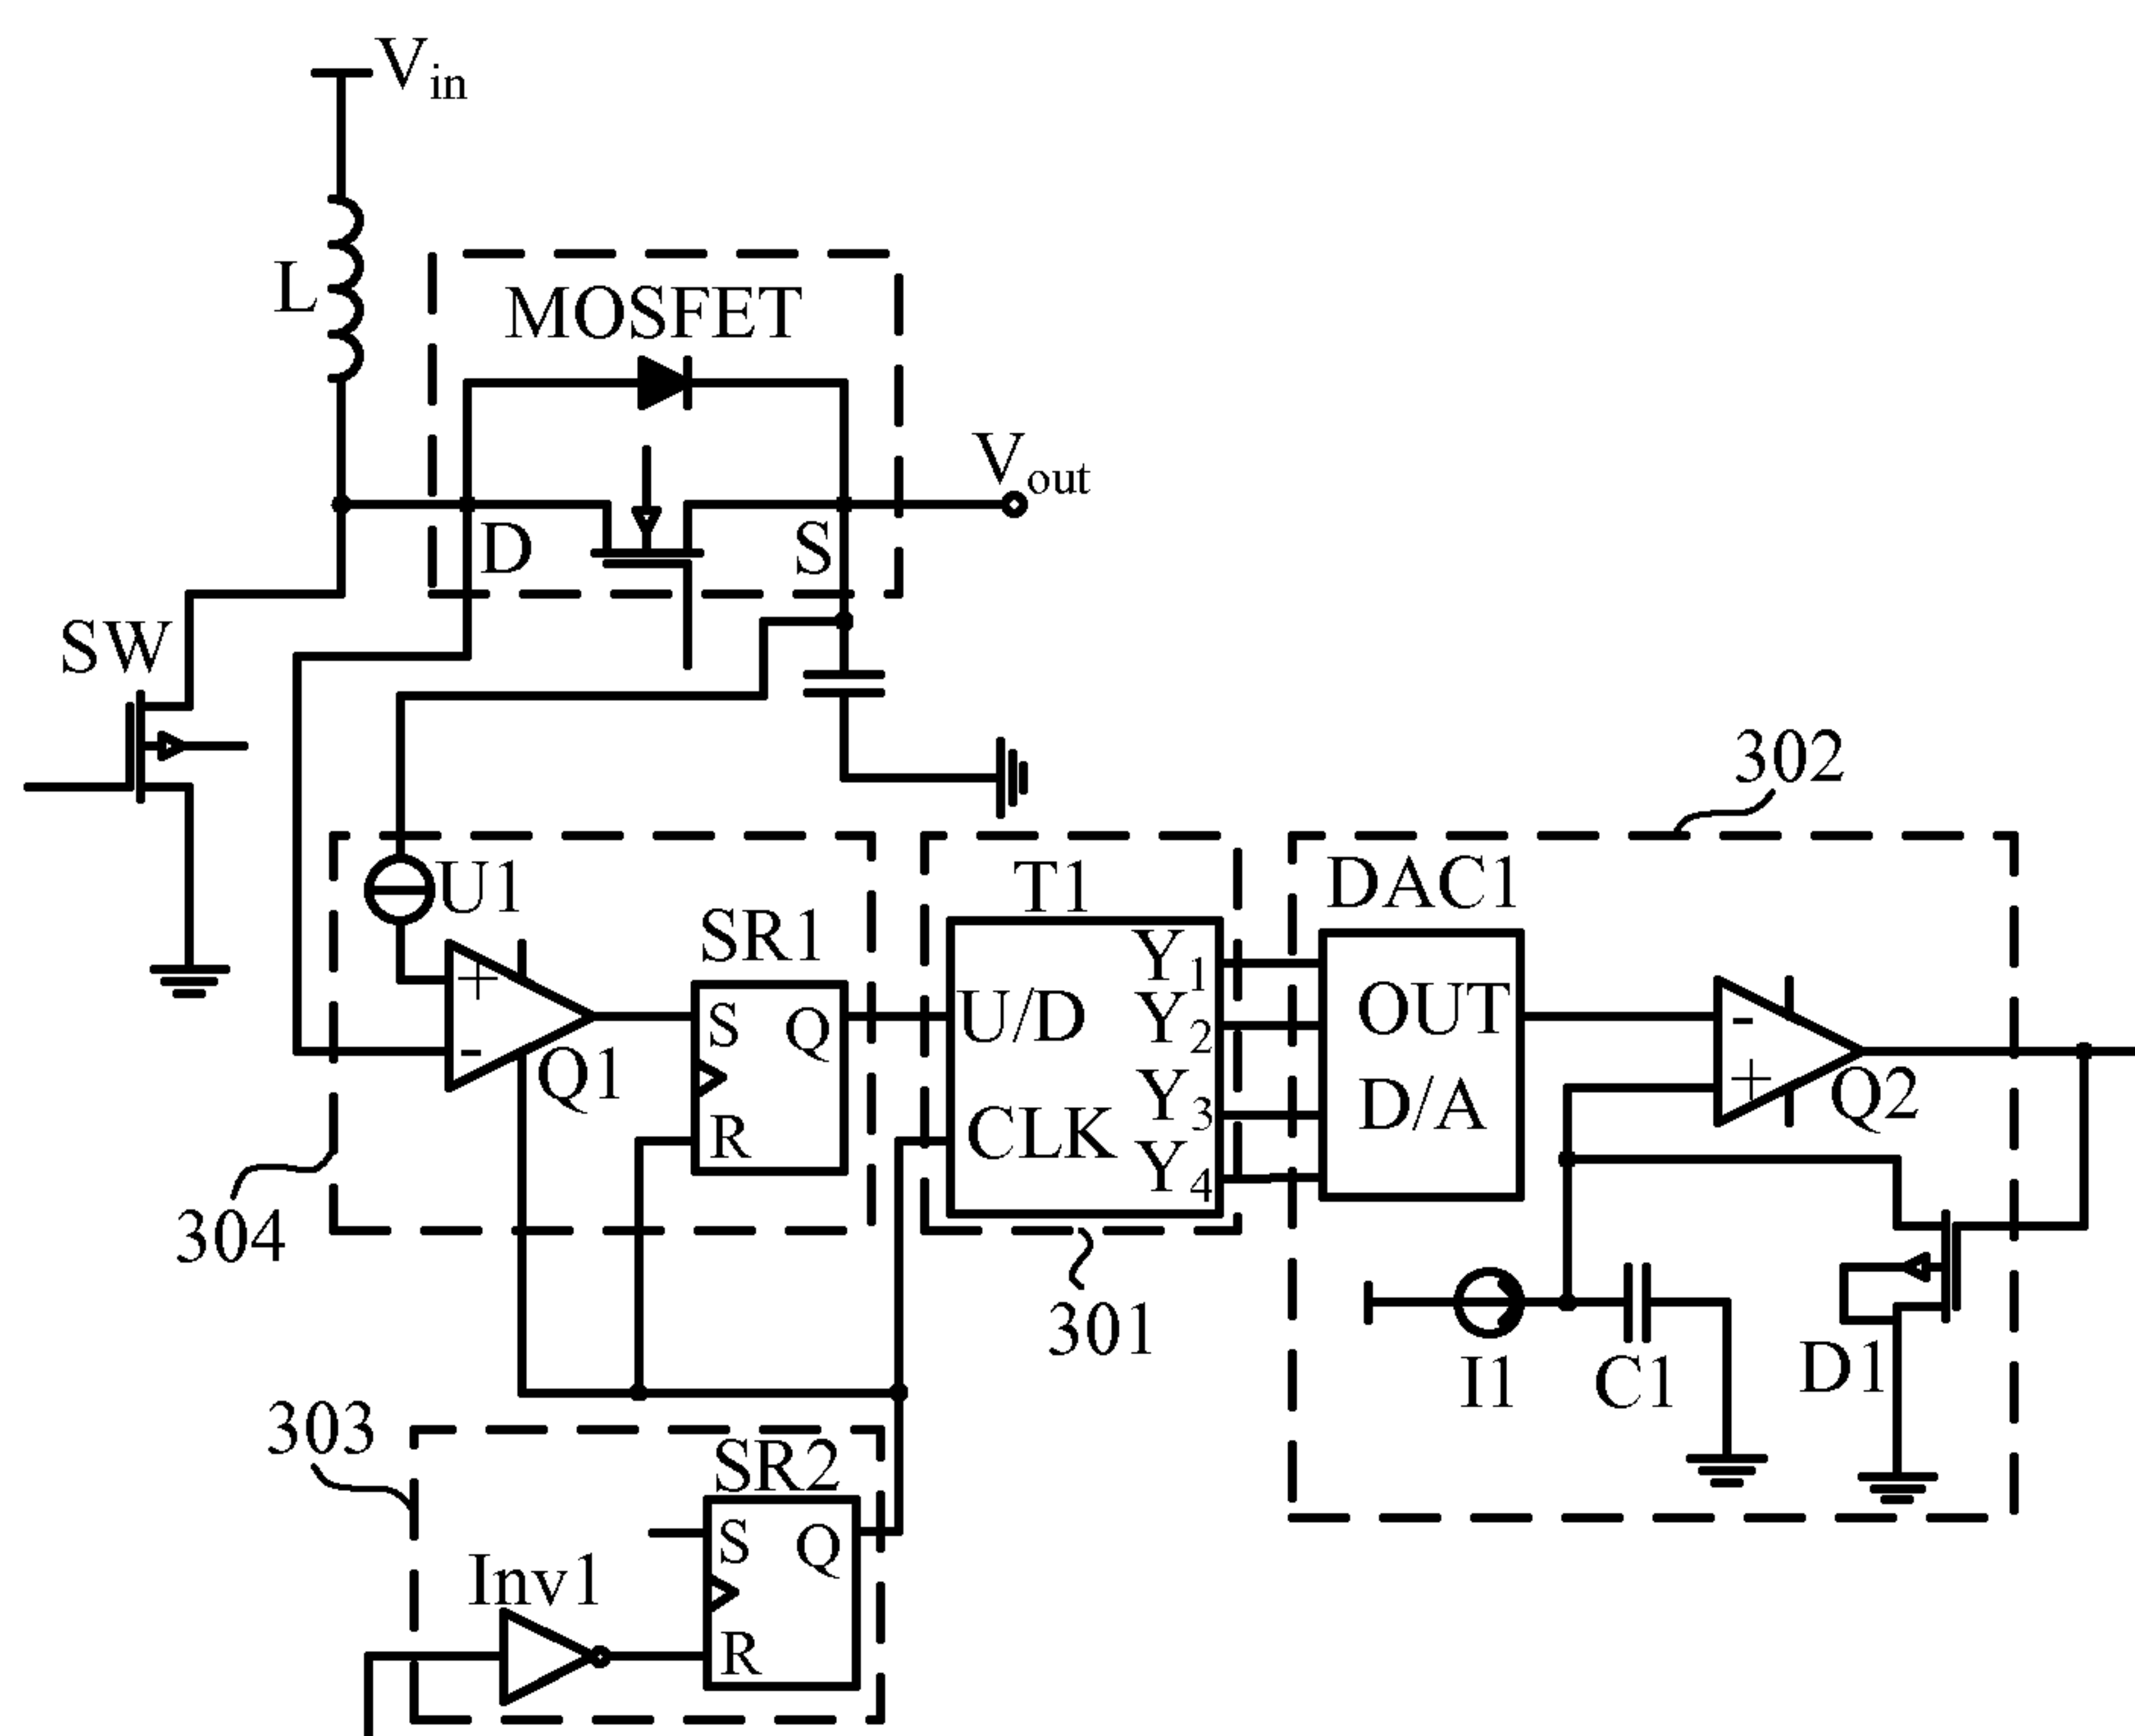 Vin
L
MOSFET
Vout
D
S
SW
302
U1
T1
DAC1
SR1
+
-
Q1
S
Q
R
U/D
CLK
Y1
Y2
Y3
Y4
OUT
D/A
-
+
Q2
304
301
I1
C1
D1
303
SR2
S
Q
R
Inv1